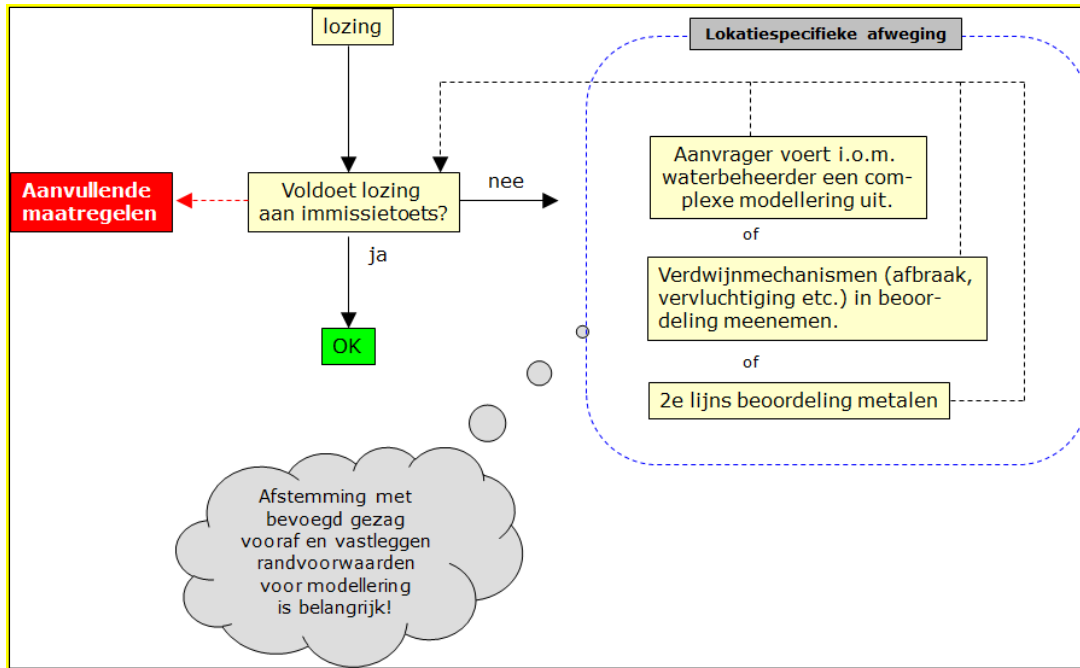 lozing
Lokatiespecifieke afweging
Aanvullende
maatregelen
Voldoet lozing
aan immissietoets?
nee
ja
OK
Aanvrager voert i.o.m.
waterbeheerder een com-
plexe modellering uit.
of
Verdwijnmechanismen (afbraak,
vervluchtiging etc.) in beoor-
deling meenemen.
of
2e lijns beoordeling metalen
Afstemming met
bevoegd gezag
vooraf en vastleggen
randvoorwaarden
voor modellering
is belangrijk!